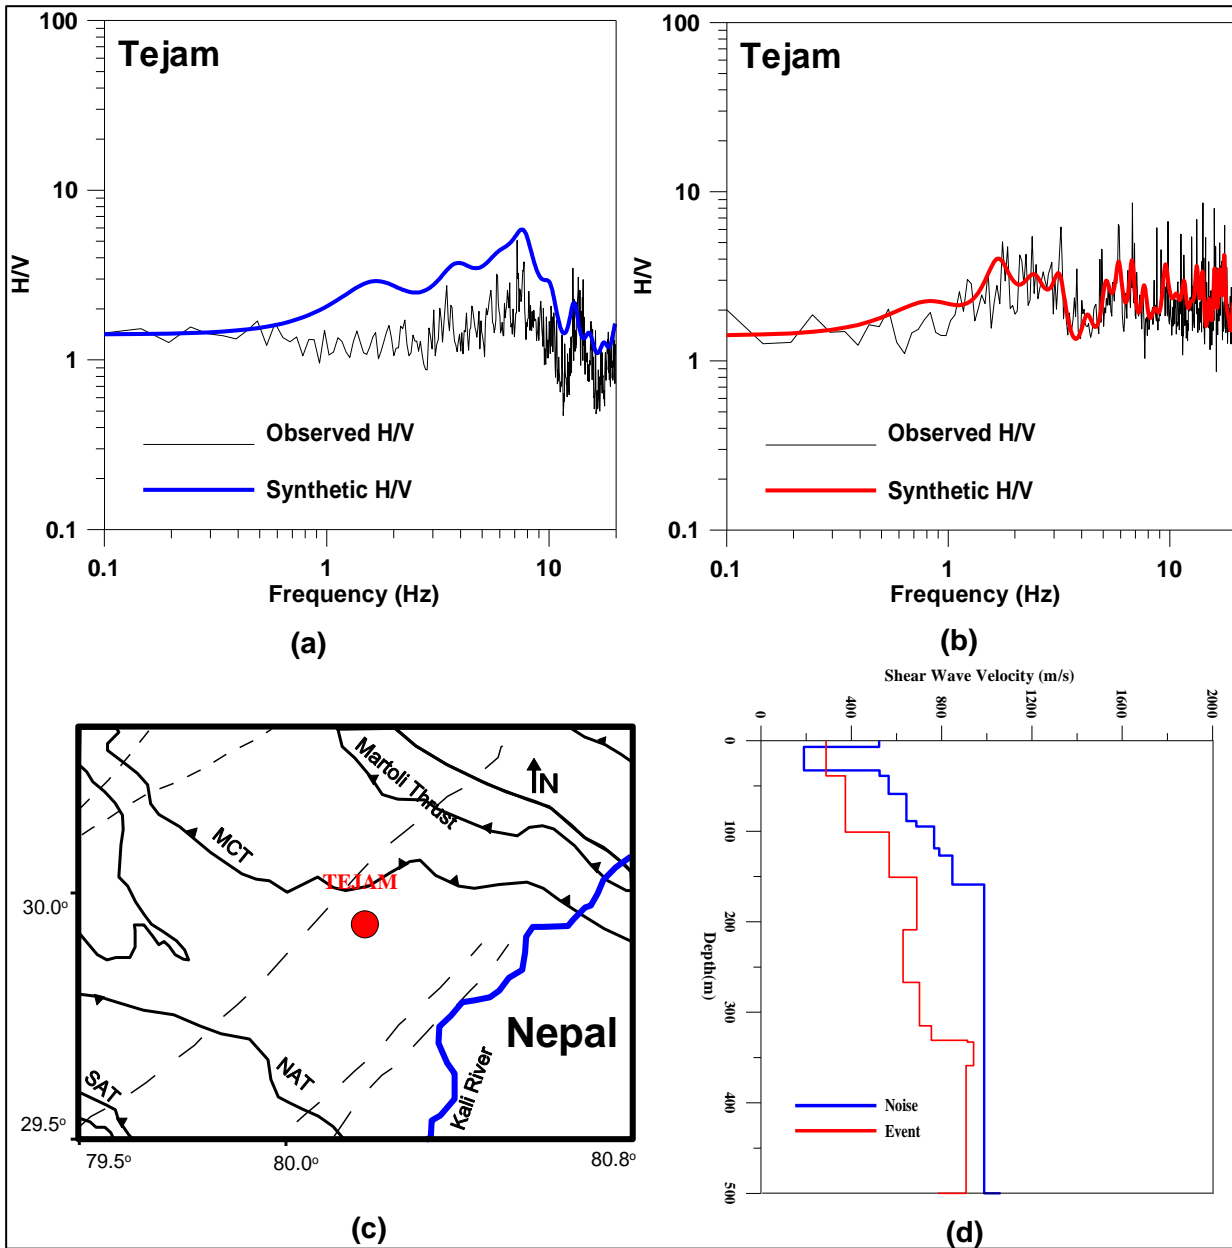 Tejam
100
10
1
0.1
H/V
0.1
1
10
Frequency (Hz)
Observed H/V
Synthetic H/V
(a)
Tejam
100
10
1
0.1
H/V
0.1
1
10
Frequency (Hz)
Observed H/V
Synthetic H/V
(b)
Martoli Thrust
N
MCT
TEJAM
30.0°
Nepal
Kali River
NAT
SAT
29.5°
79.5°
80.0°
80.8°
(c)
Shear Wave Velocity (m/s)
0
400
800
1200
1600
2000
0
100
200
300
400
500
Depth(m)
Noise
Event
(d)